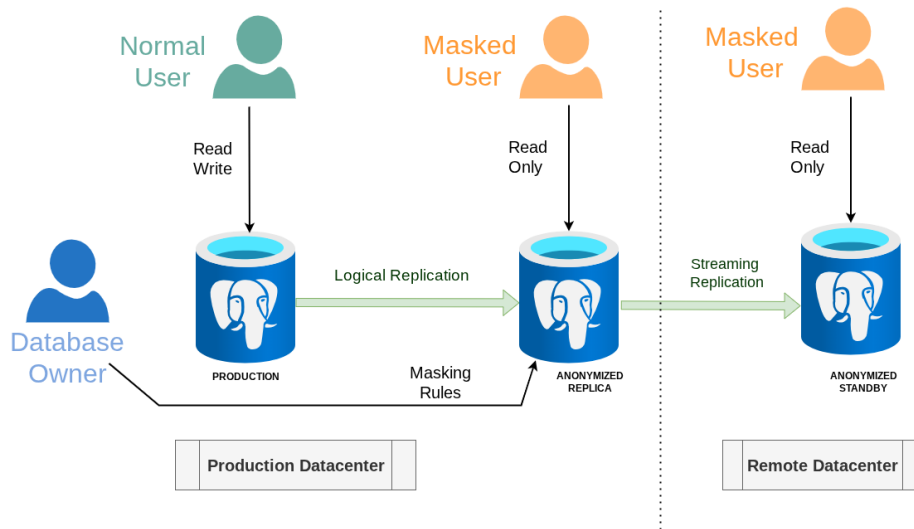 Normal
User
Masked
User
Masked
User
Read
Write
Read
Only
Read
Only
Logical Replication
Streaming
Replication
Database
Owner
PRODUCTION
Masking
Rules
ANONYMIZED
REPLICA
ANONYMIZED
STANDBY
Production Datacenter
Remote Datacenter